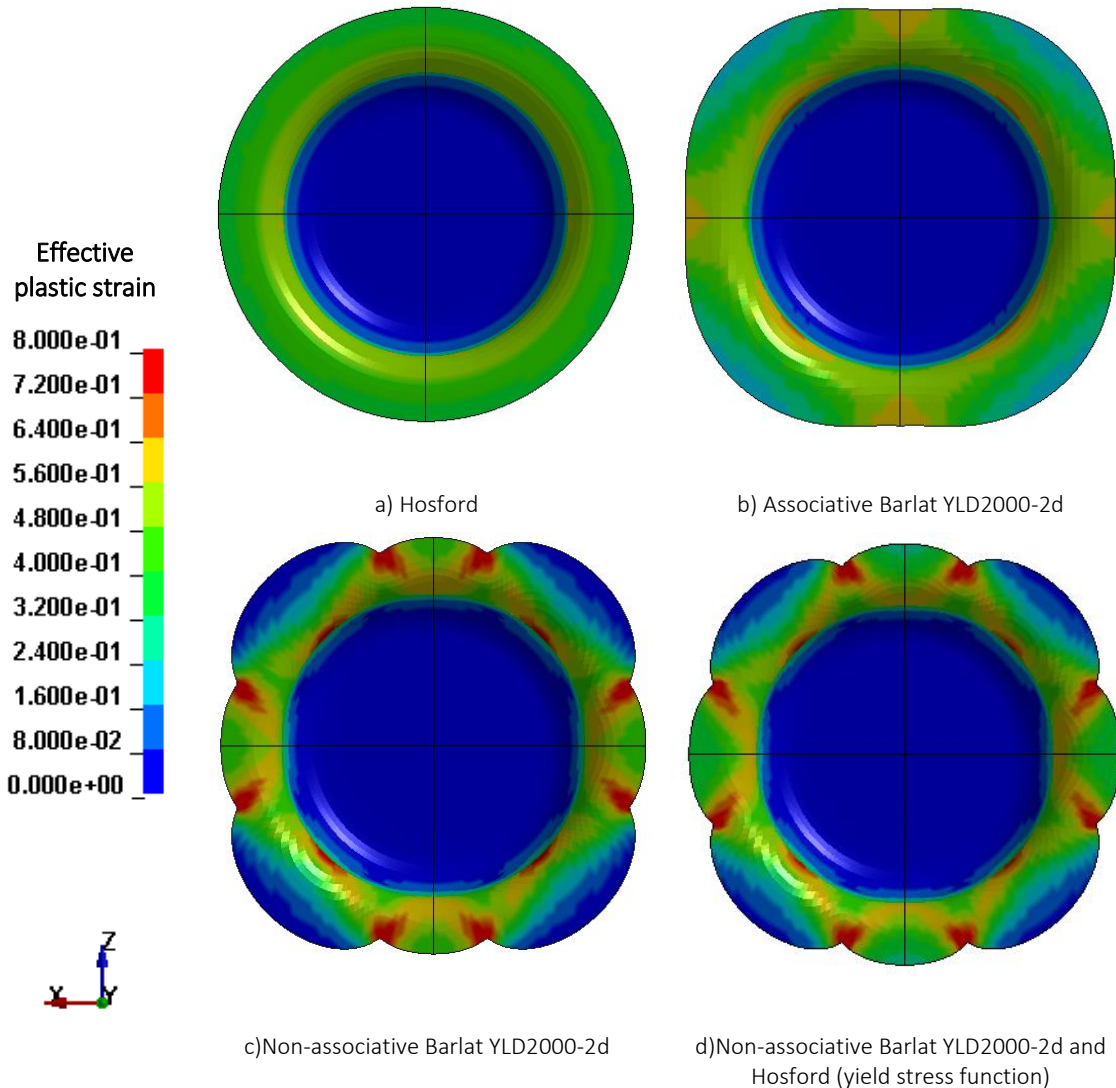 Effective
plastic strain
8.000e-01
7.200e-01
6.400e-01
5.600e-01
4.800e-01
4.000e-01
3.200e-01
2.400e-01
1.600e-01
8.000e-02
0.000e+00
a) Hosford
b) Associative Barlat YLD2000-2d
Z
X
Y
c)Non-associative Barlat YLD2000-2d
d)Non-associative Barlat YLD2000-2d and
Hosford (yield stress function)